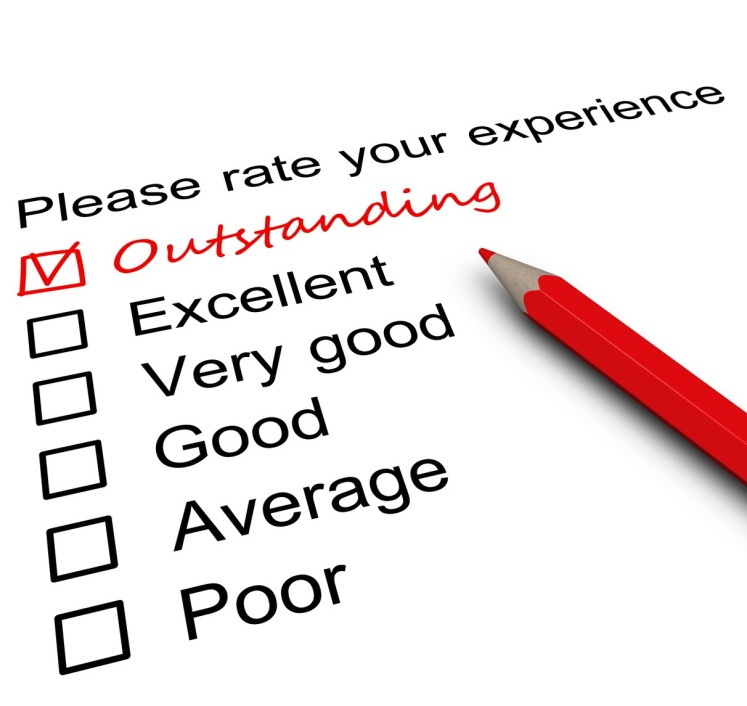 Please rate your experience
Outstanding
Excellent
Very good
Good
Average
Poor